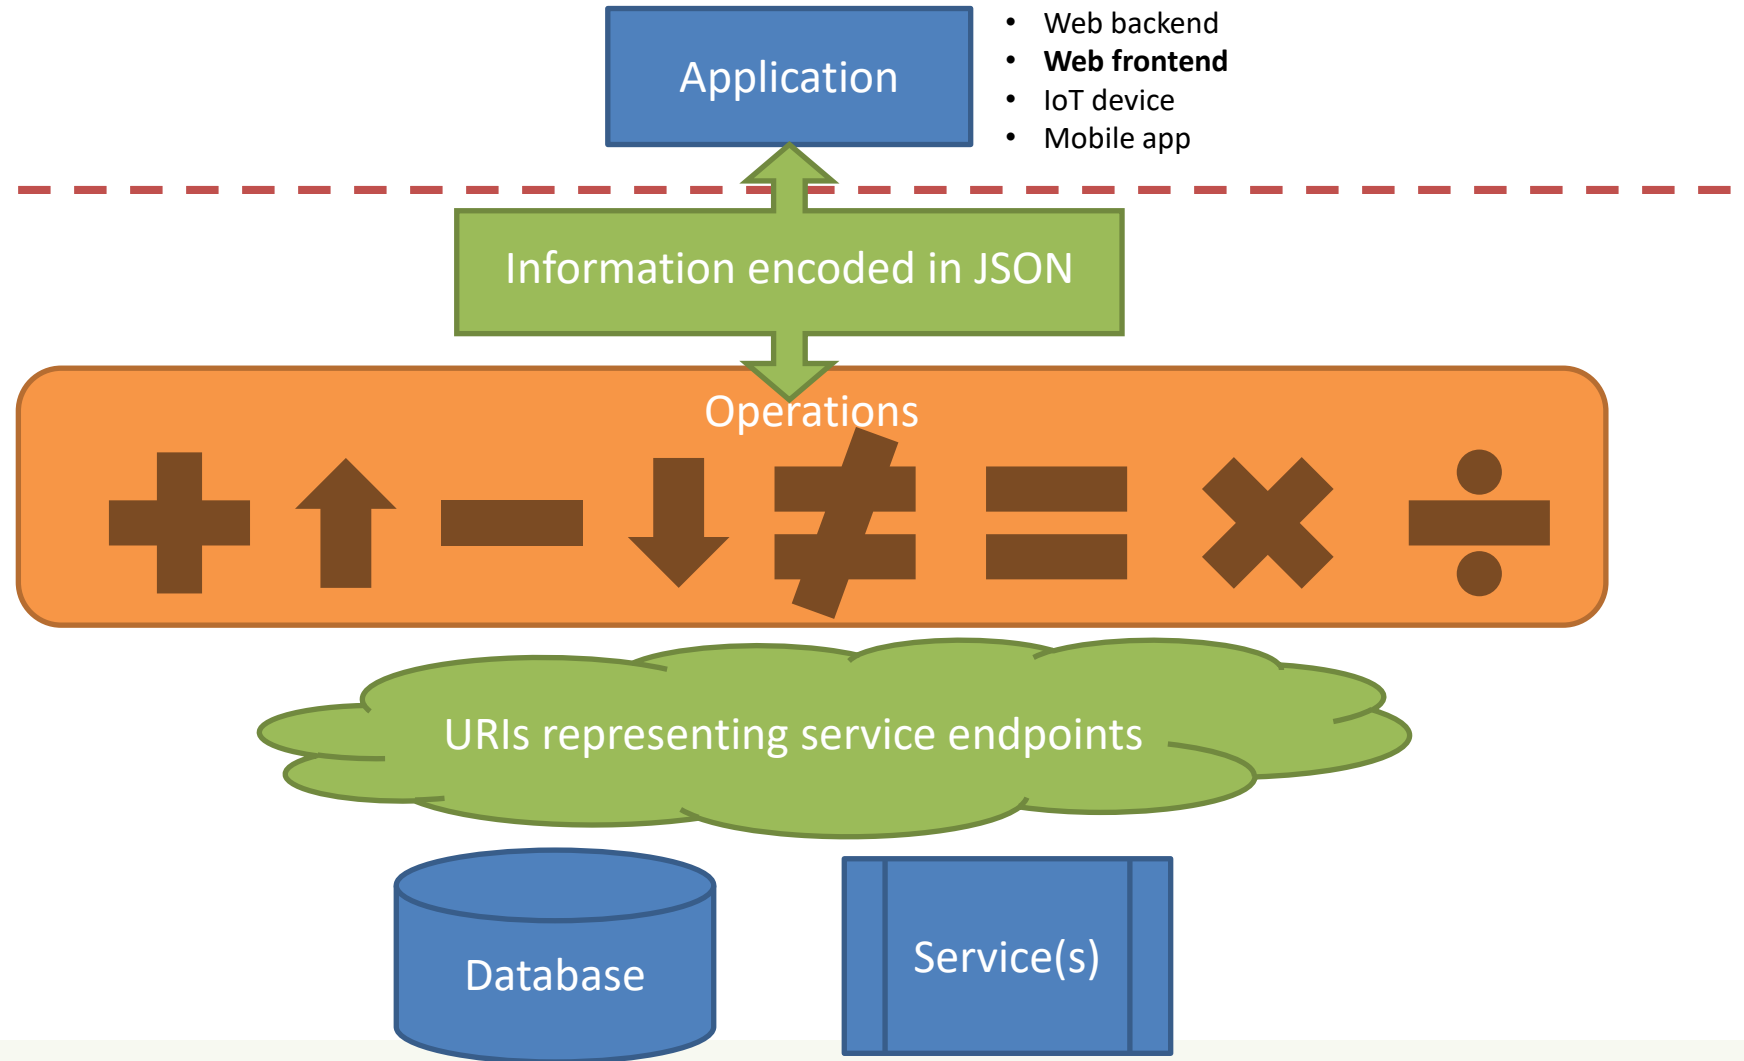 Application
• Web backend
• Web frontend
• IoT device
• Mobile app
Information encoded in JSON
Operations
URIs representing service endpoints
Database
Service(s)